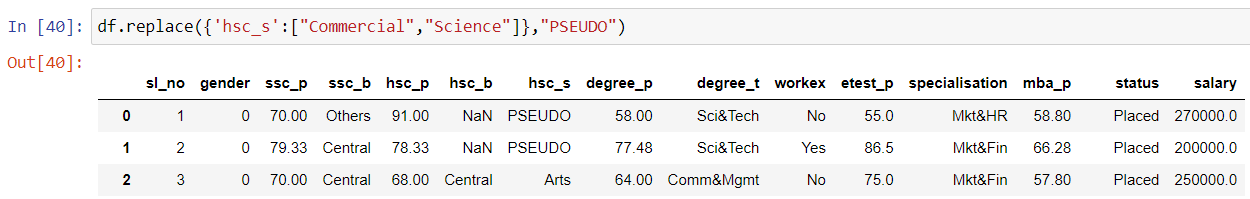 In [40]: df.replace({'hsc_s':["Commercial","Science"]},"PSEUDO")
Out[40]:
sl_no gender ssc_p ssc_b hsc_p hsc_b hsc_s degree_p degree_t workex etest_p specialisation mba_p status salary
0 1 0 70.00 Others 91.00 NaN PSEUDO 58.00 Sci&Tech No 55.0 Mkt&HR 58.80 Placed 270000.0
1 2 0 79.33 Central 78.33 NaN PSEUDO 77.48 Sci&Tech Yes 86.5 Mkt&Fin 66.28 Placed 200000.0
2 3 0 70.00 Central 68.00 Central Arts 64.00 Comm&Mgmt No 75.0 Mkt&Fin 57.80 Placed 250000.0